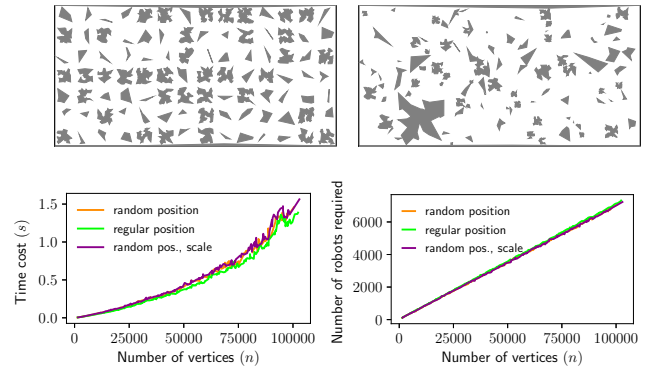 Time cost (s)
1.5
1.0
0.5
0.0
random position
regular position
random pos., scale
0 25000 50000 75000 100000
Number of vertices (n)
Number of robots required
6000
4000
2000
0
random position
regular position
random pos., scale
0 25000 50000 75000 100000
Number of vertices (n)